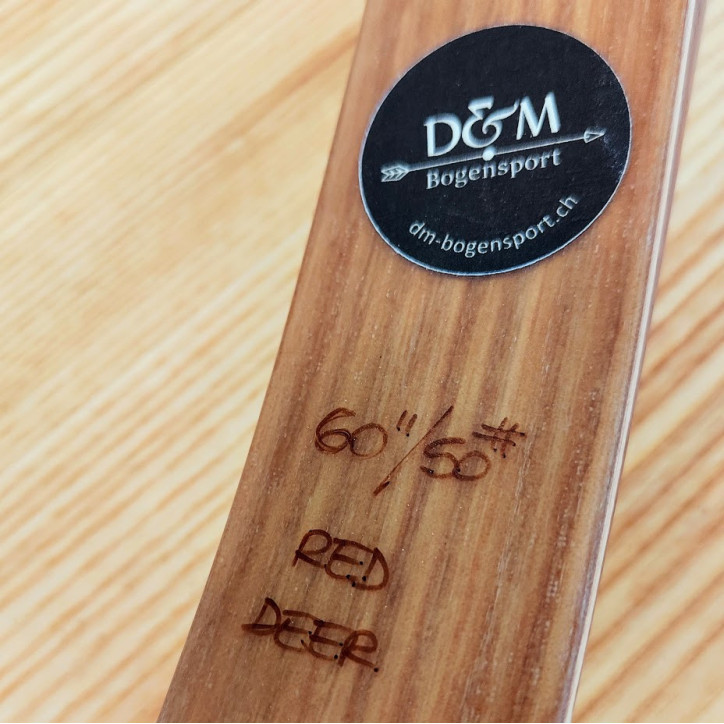 D&M
Bogensport
dm-bogensport.ch
60"/50#
RED
DEER.